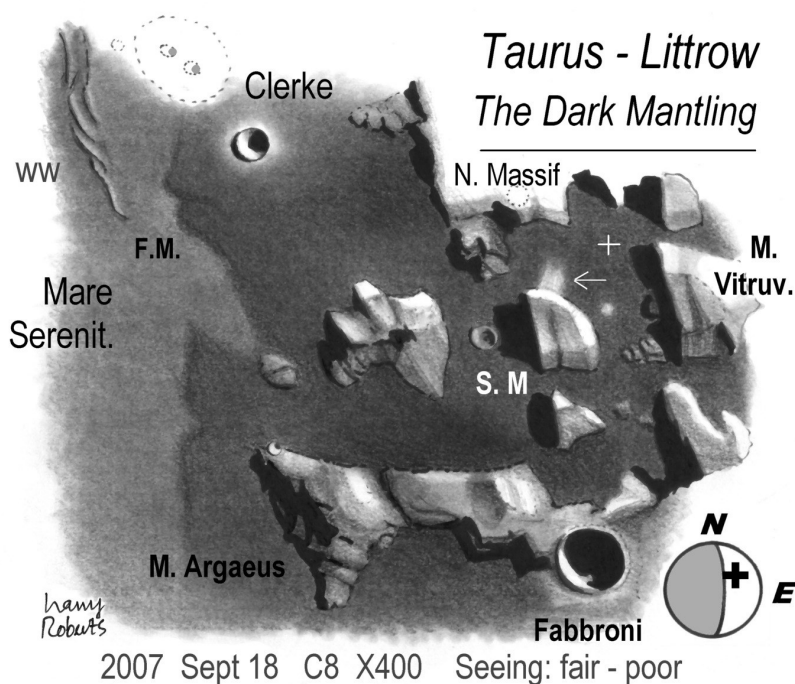 Taurus - Littrow
The Dark Mantling
Clerke
WW
N. Massif
F.M.
M.
Vitruv.
Mare
Serenit.
S. M
M. Argaeus
N
E
Harry
Roberts
Fabbroni
2007 Sept 18 C8 X400 Seeing: fair - poor